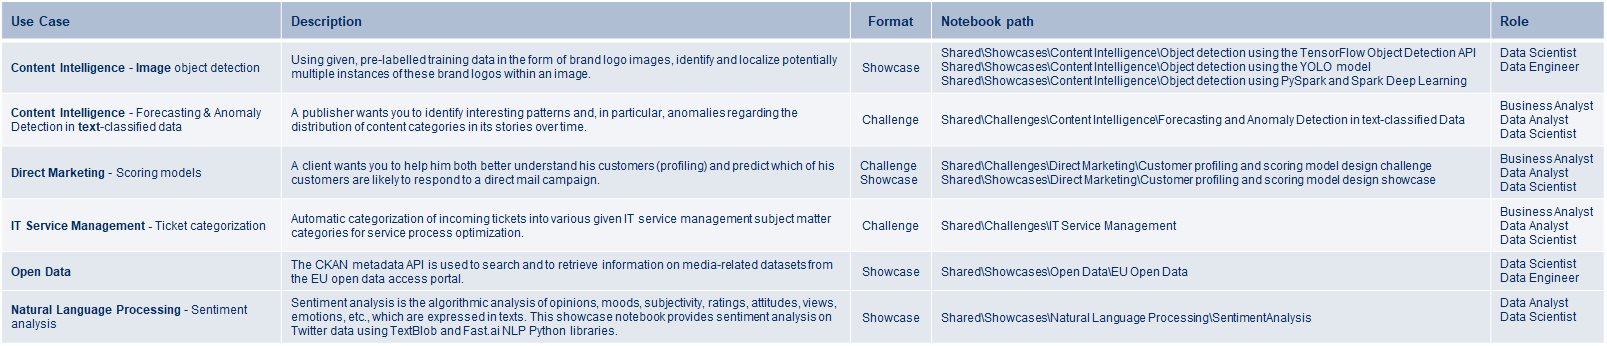 Use Case
Description
Format
Notebook path
Role
Content Intelligence - Image object detection
Using given, pre-labelled training data in the form of brand logo images, identify and localize potentially
multiple instances of these brand logos within an image.
Showcase
Shared\Showcases\Content Intelligence\Object detection using the TensorFlow Object Detection API
Shared\Showcases\Content Intelligence\Object detection using the YOLO model
Shared\Showcases\Content Intelligence\Object detection using PySpark and Spark Deep Learning
Data Scientist
Data Engineer
Content Intelligence - Forecasting & Anomaly
Detection in text-classified data
A publisher wants you to identify interesting patterns and, in particular, anomalies regarding the
distribution of content categories in its stories over time.
Challenge
Shared\Challenges\Content Intelligence\Forecasting and Anomaly Detection in text-classified Data
Business Analyst
Data Analyst
Data Scientist
Direct Marketing - Scoring models
A client wants you to help him both better understand his customers (profiling) and predict which of his
customers are likely to respond to a direct mail campaign.
Challenge
Showcase
Shared\Challenges\Direct Marketing\Customer profiling and scoring model design challenge
Shared\Showcases\Direct Marketing\Customer profiling and scoring model design showcase
Business Analyst
Data Analyst
Data Scientist
IT Service Management - Ticket categorization
Automatic categorization of incoming tickets into various given IT service management subject matter
categories for service process optimization.
Challenge
Shared\Challenges\IT Service Management
Business Analyst
Data Analyst
Data Scientist
Open Data
The CKAN metadata API is used to search and to retrieve information on media-related datasets from
the EU open data access portal.
Showcase
Shared\Showcases\Open Data\EU Open Data
Data Scientist
Data Engineer
Natural Language Processing - Sentiment
analysis
Sentiment analysis is the algorithmic analysis of opinions, moods, subjectivity, ratings, attitudes, views,
emotions, etc., which are expressed in texts. This showcase notebook provides sentiment analysis on
Twitter data using TextBlob and Fast.ai NLP Python libraries.
Showcase
Shared\Showcases\Natural Language Processing\SentimentAnalysis
Data Analyst
Data Scientist